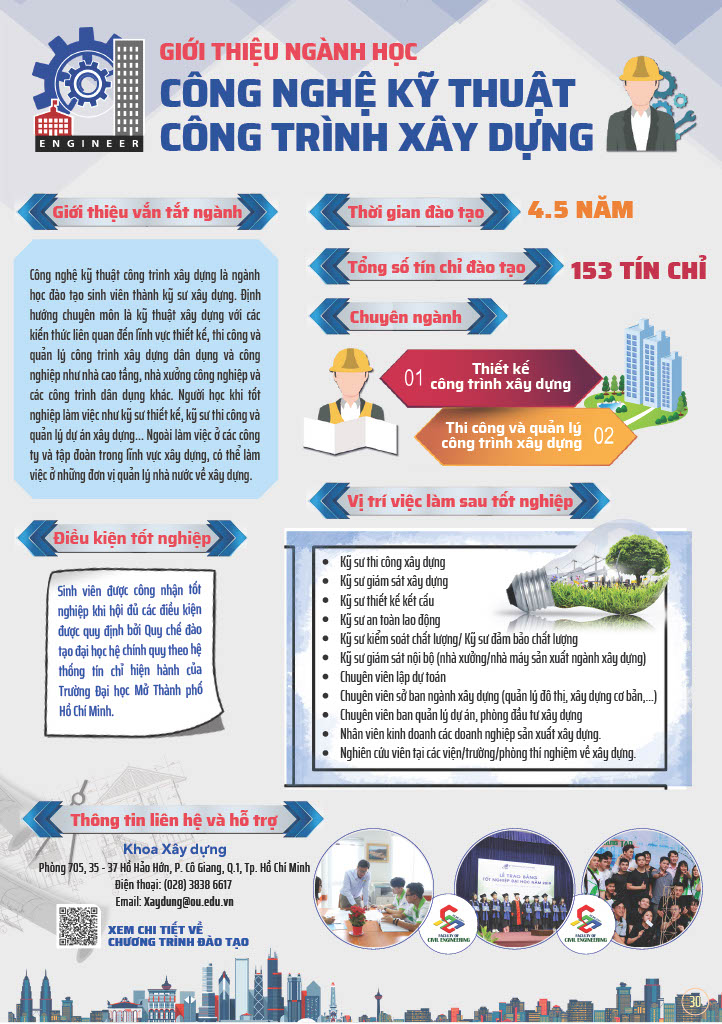 GIỚI THIỆU NGÀNH HỌC
CÔNG NGHỆ KỸ THUẬT
CÔNG TRÌNH XÂY DỰNG
ENGINEER
Giới thiệu vắn tắt ngành
Công nghệ kỹ thuật công trình xây dựng là ngành
học đào tạo sinh viên thành kỹ sư xây dựng. Định
hướng chuyên môn là kỹ thuật xây dựng với các
kiến thức liên quan đến lĩnh vực thiết kế, thi công và
quản lý công trình xây dựng dân dụng và công
nghiệp như nhà cao tầng, nhà xưởng công nghiệp và
các công trình dân dụng khác. Người học khi tốt
nghiệp làm việc như kỹ sư thiết kế, kỹ sư thi công và
quản lý dự án xây dựng... Ngoài làm việc ở các công
ty và tập đoàn trong lĩnh vực xây dựng, có thể làm
việc ở những đơn vị quản lý nhà nước về xây dựng.
Thời gian đào tạo
4.5 NĂM
Tổng số tín chỉ đào tạo
153 TÍN CHỈ
Chuyên ngành
01
Thiết kế
công trình xây dựng
Thi công và quản lý
công trình xây dựng
02
Điều kiện tốt nghiệp
Sinh viên được công nhận tốt
nghiệp khi hội đủ các điều kiện
được quy định bởi Quy chế đào
tạo đại học hệ chính quy theo hệ
thống tín chỉ hiện hành của
Trường Đại học Mở Thành phố
Hồ Chí Minh.
Vị trí việc làm sau tốt nghiệp
• Kỹ sư thi công xây dựng
• Kỹ sư giám sát xây dựng
• Kỹ sư thiết kế kết cấu
• Kỹ sư an toàn lao động
• Kỹ sư kiểm soát chất lượng/ Kỹ sư đảm bảo chất lượng
• Kỹ sư giám sát nội bộ (nhà xưởng/nhà máy sản xuất ngành xây dựng)
• Chuyên viên lập dự toán
• Chuyên viên sở ban ngành xây dựng (quản lý đô thị, xây dựng cơ bản,...)
• Chuyên viên ban quản lý dự án, phòng đầu tư xây dựng
• Nhân viên kinh doanh các doanh nghiệp sản xuất xây dựng.
• Nghiên cứu viên tại các viện/trường/phòng thí nghiệm về xây dựng.
Thông tin liên hệ và hỗ trợ
Khoa Xây dựng
Phòng 705, 35 - 37 Hồ Hảo Hớn, P. Cô Giang, Q.1, Tp. Hồ Chí Minh
Điện thoại: (028) 3838 6617
Email: Xaydung@ou.edu.vn
XEM CHI TIẾT VỀ
CHƯƠNG TRÌNH ĐÀO TẠO
FACULTY OF
CIVIL ENGINEERING
LỄ TRAO BẰNG
TỐT NGHIỆP ĐẠI HỌC NĂM
FACULTY OF
CIVIL ENGINEERING
30